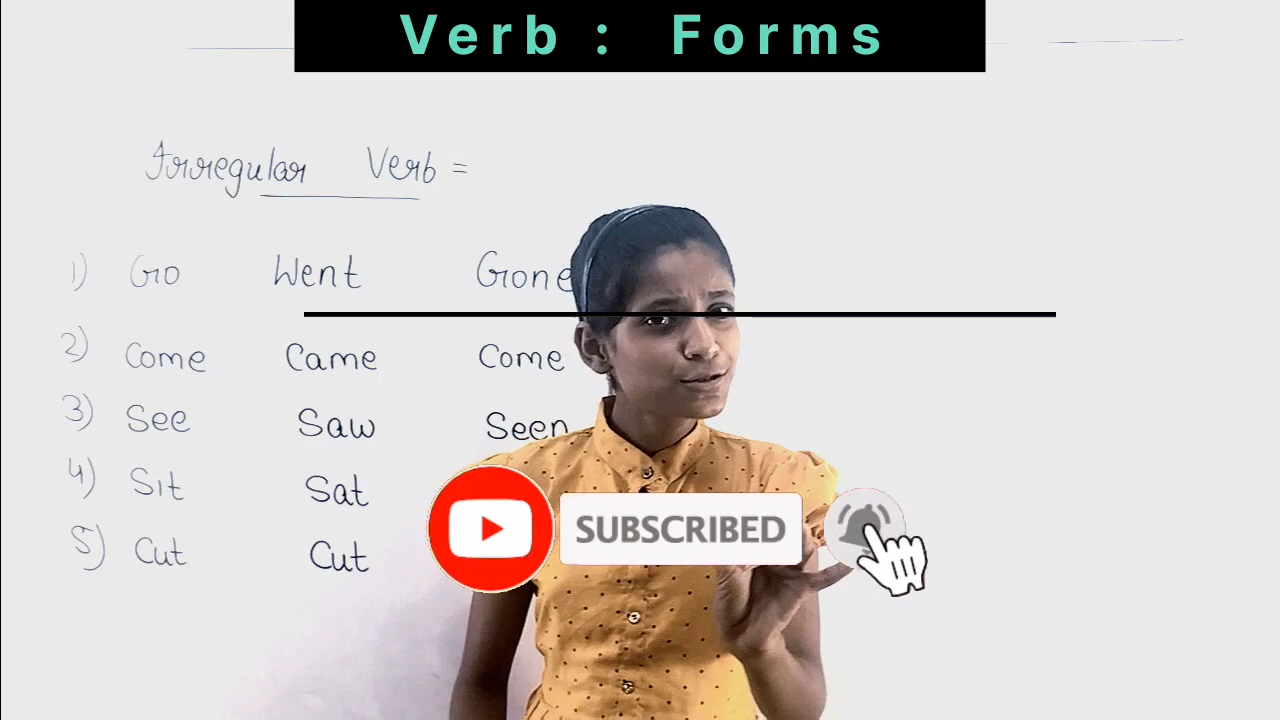 Verb : Forms
Irregular Verb =
1) Go Went Gone
2) Come Came Come
3) See Saw Seen
4) Sit Sat
SUBSCRIBED
5) Cut Cut